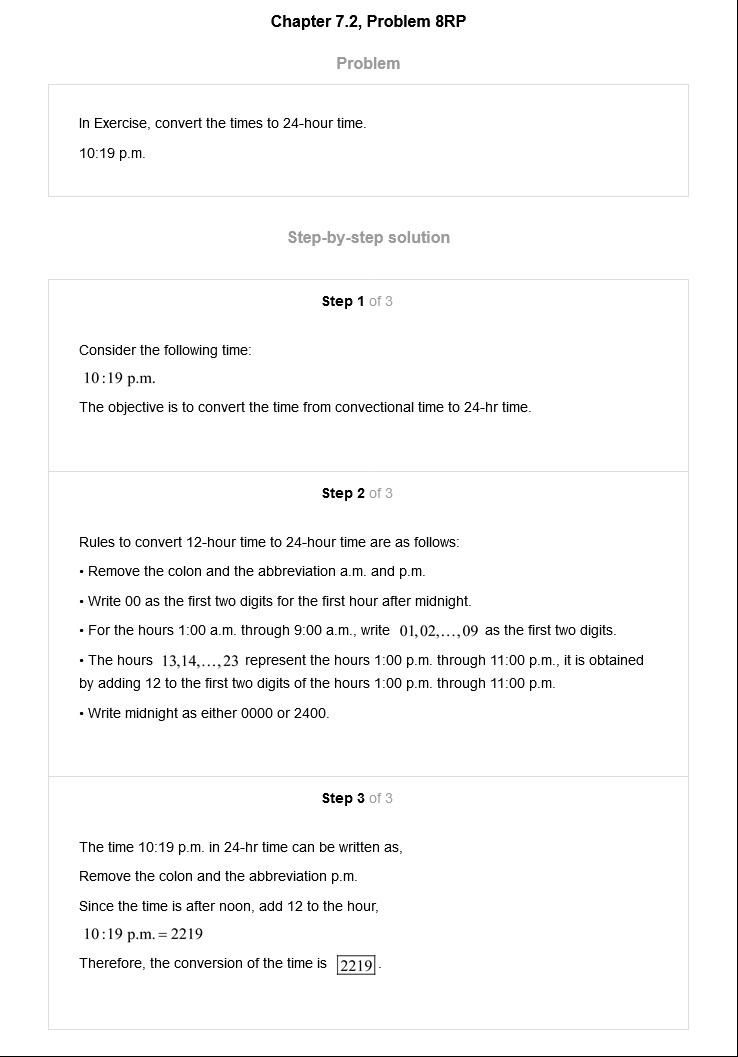 Chapter 7.2, Problem 8RP
Problem
In Exercise, convert the times to 24-hour time.
10:19 p.m.
Step-by-step solution
Step 1 of 3
Consider the following time:
10:19 p.m.
The objective is to convert the time from convectional time to 24-hr time.
Step 2 of 3
Rules to convert 12-hour time to 24-hour time are as follows:
• Remove the colon and the abbreviation a.m. and p.m.
• Write 00 as the first two digits for the first hour after midnight.
• For the hours 1:00 a.m. through 9:00 a.m., write 01,02,...,09 as the first two digits.
• The hours 13,14,...,23 represent the hours 1:00 p.m. through 11:00 p.m., it is obtained
by adding 12 to the first two digits of the hours 1:00 p.m. through 11:00 p.m.
• Write midnight as either 0000 or 2400.
Step 3 of 3
The time 10:19 p.m. in 24-hr time can be written as,
Remove the colon and the abbreviation p.m.
Since the time is after noon, add 12 to the hour,
10:19 p.m. = 2219
Therefore, the conversion of the time is 2219.